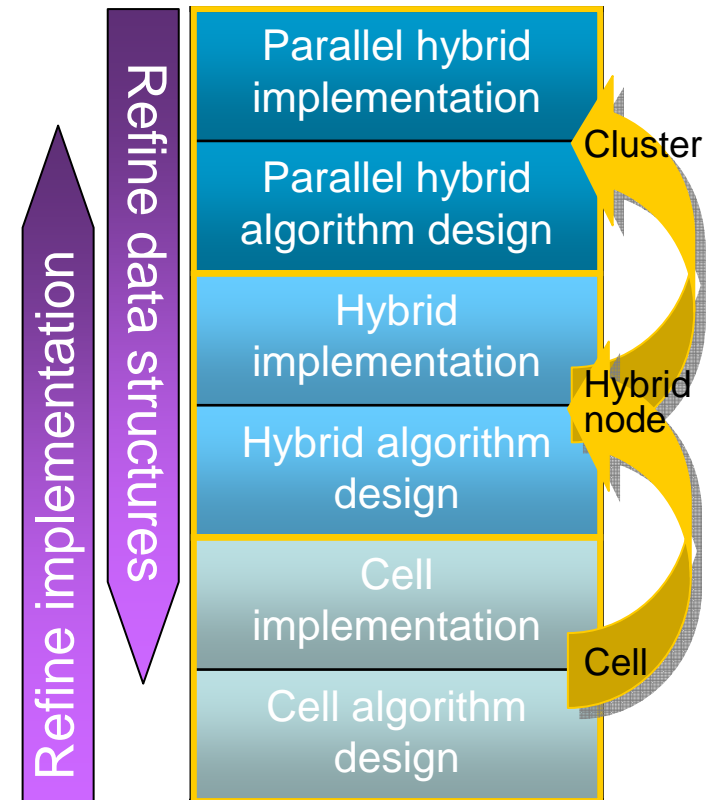 Refine implementation
Refine data structures
Parallel hybrid
implementation
Parallel hybrid
algorithm design
Hybrid
implementation
Hybrid algorithm
design
Cell
implementation
Cell algorithm
design
Cluster
Hybrid
node
Cell